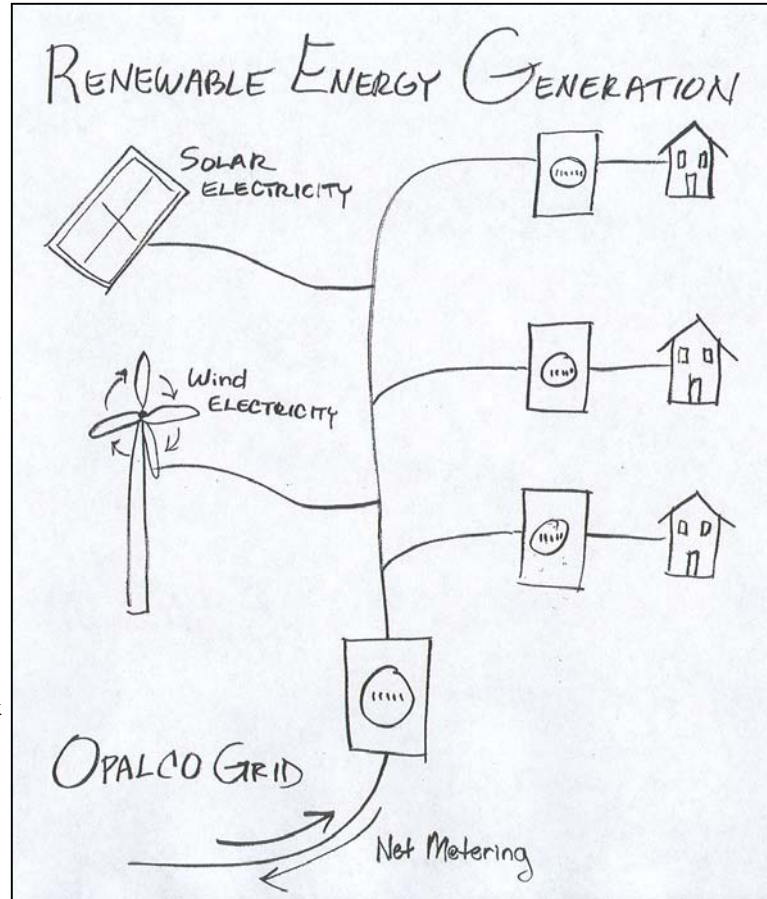 RENEWABLE ENERGY GENERATION
SOLAR
ELECTRICITY
Wind
ELECTRICITY
OPALCO GRID
Net Metering